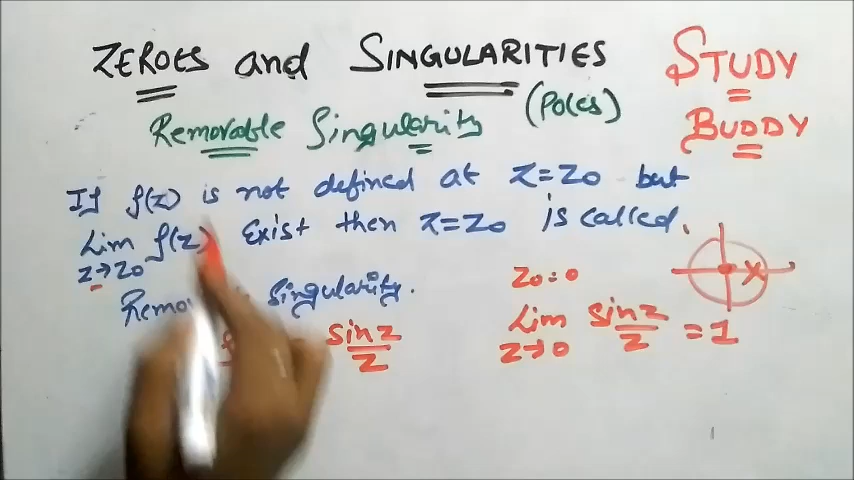 ZEROES and SINGULARITIES
STUDY BUDDY
Removable Singularity (Poles)
If f(z) is not defined at z=z0 but
Lim f(z) Exist then z=z0 is called.
z→z0
Singularity.
z0=0
sinz/z
Lim sinz/z = 1
z→0